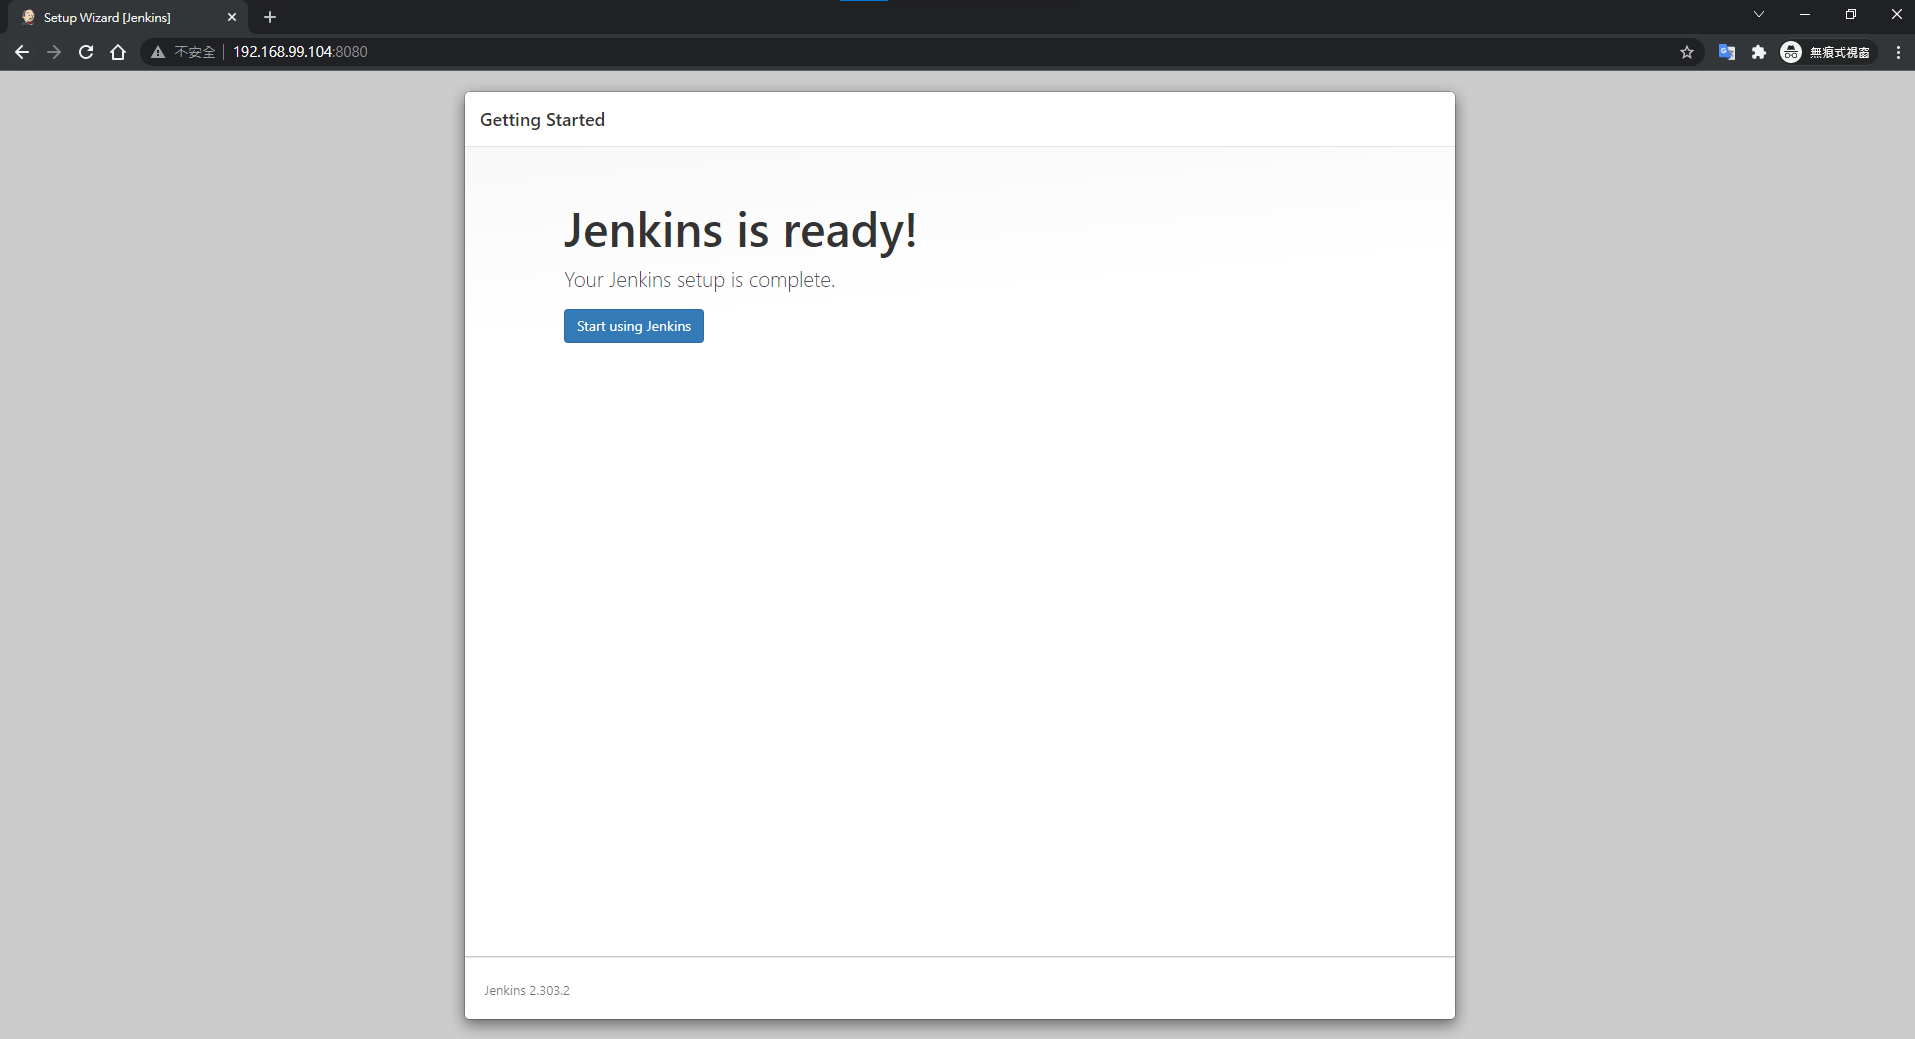 Setup Wizard [Jenkins]
不安全 192.168.99.104:8080
無痕式視窗
Getting Started
Jenkins is ready!
Your Jenkins setup is complete.
Start using Jenkins
Jenkins 2.303.2